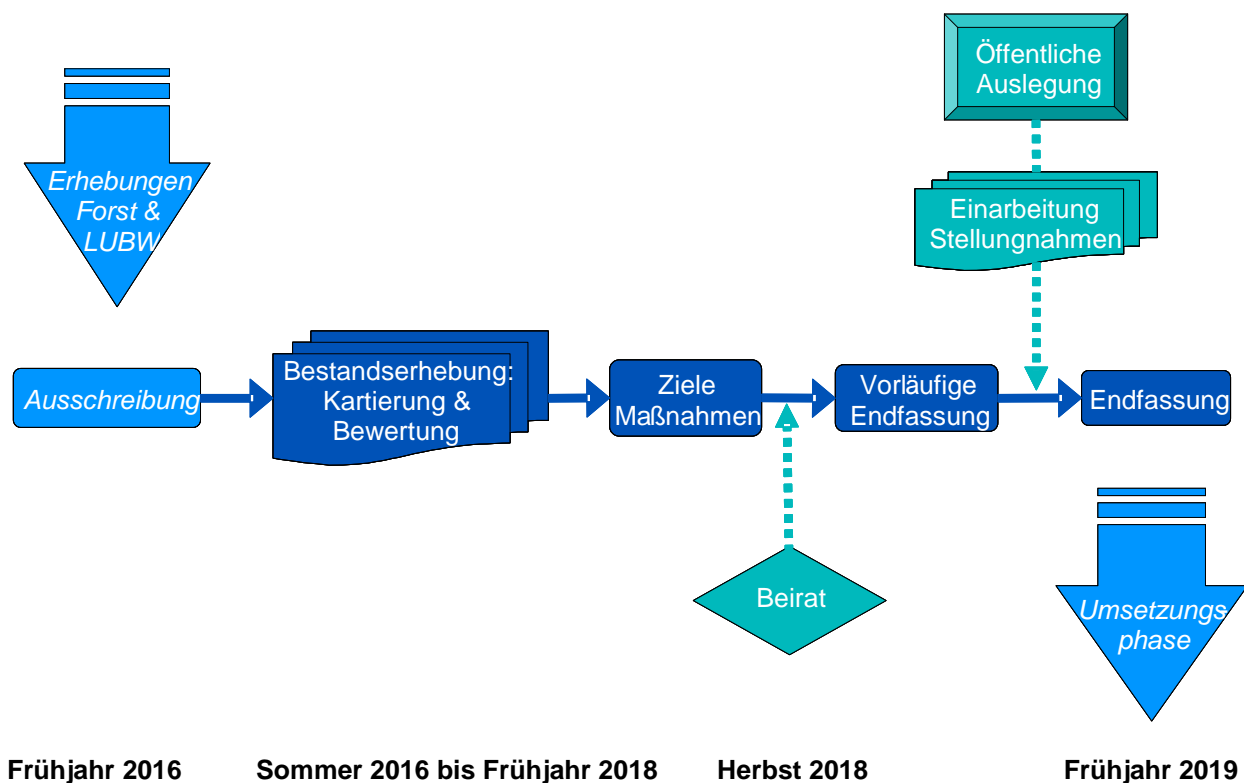 Öffentliche
Auslegung
Erhebungen
Forst &
LUBW
Einarbeitung
Stellungnahmen
Ausschreibung
Bestandserhebung:
Kartierung &
Bewertung
Ziele
Maßnahmen
Vorläufige
Endfassung
Endfassung
Beirat
Umsetzungs-
phase
Frühjahr 2016
Sommer 2016 bis Frühjahr 2018
Herbst 2018
Frühjahr 2019